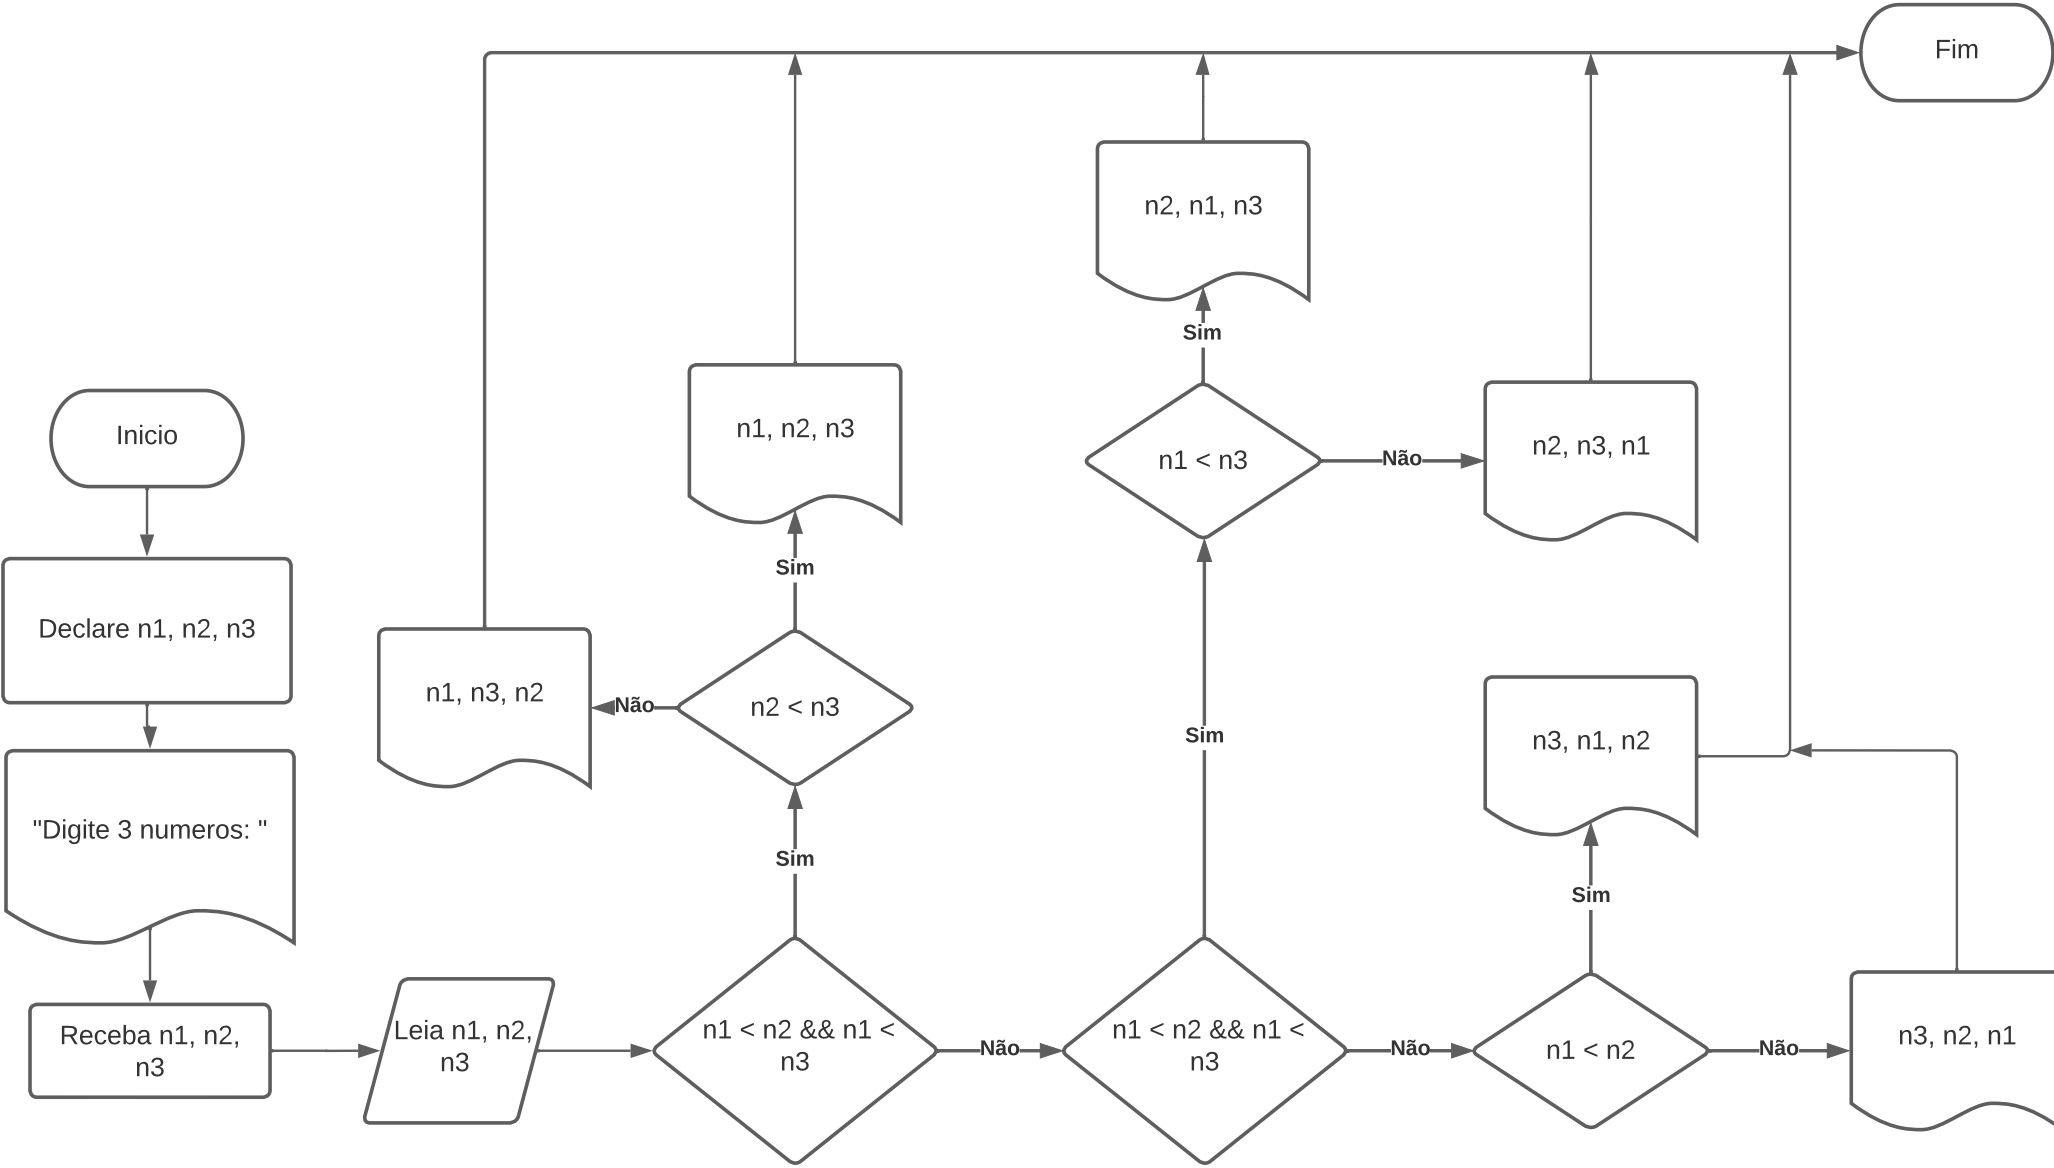 Fim
n2, n1, n3
Sim
Inicio
n1, n2, n3
n1 < n3
Não
n2, n3, n1
Sim
Declare n1, n2, n3
n1, n3, n2
Não
n2 < n3
Sim
n3, n1, n2
"Digite 3 numeros: "
Sim
Sim
Receba n1, n2,
n3
Leia n1, n2,
n3
n1 < n2 && n1 <
n3
Não
n1 < n2 && n1 <
n3
Não
n1 < n2
Não
n3, n2, n1